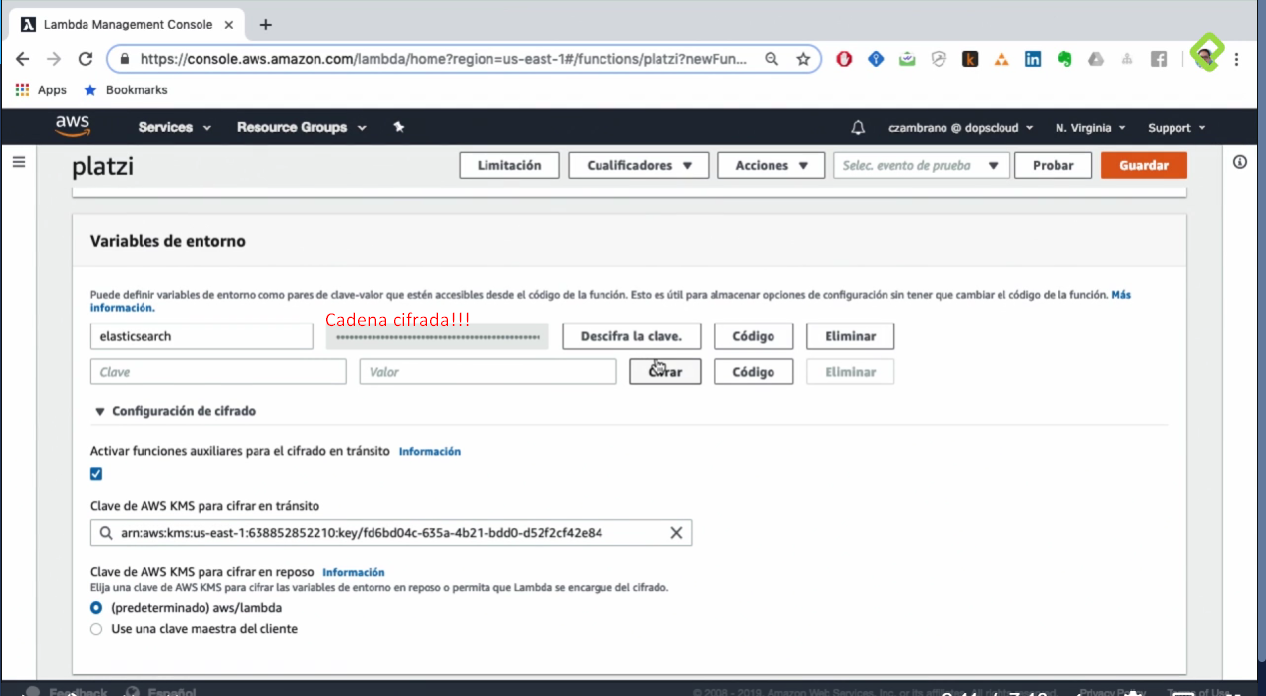 Lambda Management Console
https://console.aws.amazon.com/lambda/home?region=us-east-1#/functions/platzi?newFun...
Apps Bookmarks
aws Services Resource Groups czambrano @ dopscloud N. Virginia Support
platzi Limitación Cualificadores Acciones Selec. evento de prueba Probar Guardar
Variables de entorno
Puede definir variables de entorno como pares de clave-valor que estén accesibles desde el código de la función. Esto es útil para almacenar opciones de configuración sin tener que cambiar el código de la función. Más
información.
Cadena cifrada!!!
elasticsearch Descifra la clave. Código Eliminar
Clave Valor Código Eliminar
Configuración de cifrado
Activar funciones auxiliares para el cifrado en tránsito Información
Clave de AWS KMS para cifrar en tránsito
arn:aws:kms:us-east-1:638852852210:key/fd6bd04c-635a-4b21-bdd0-d52f2cf42e84
Clave de AWS KMS para cifrar en reposo Información
Elija una clave de AWS KMS para cifrar las variables de entorno en reposo o permita que Lambda se encargue del cifrado.
(predeterminado) aws/lambda
Use una clave maestra del cliente
Feedback Español © 2008 - 2019, Amazon Web Services, Inc. or its